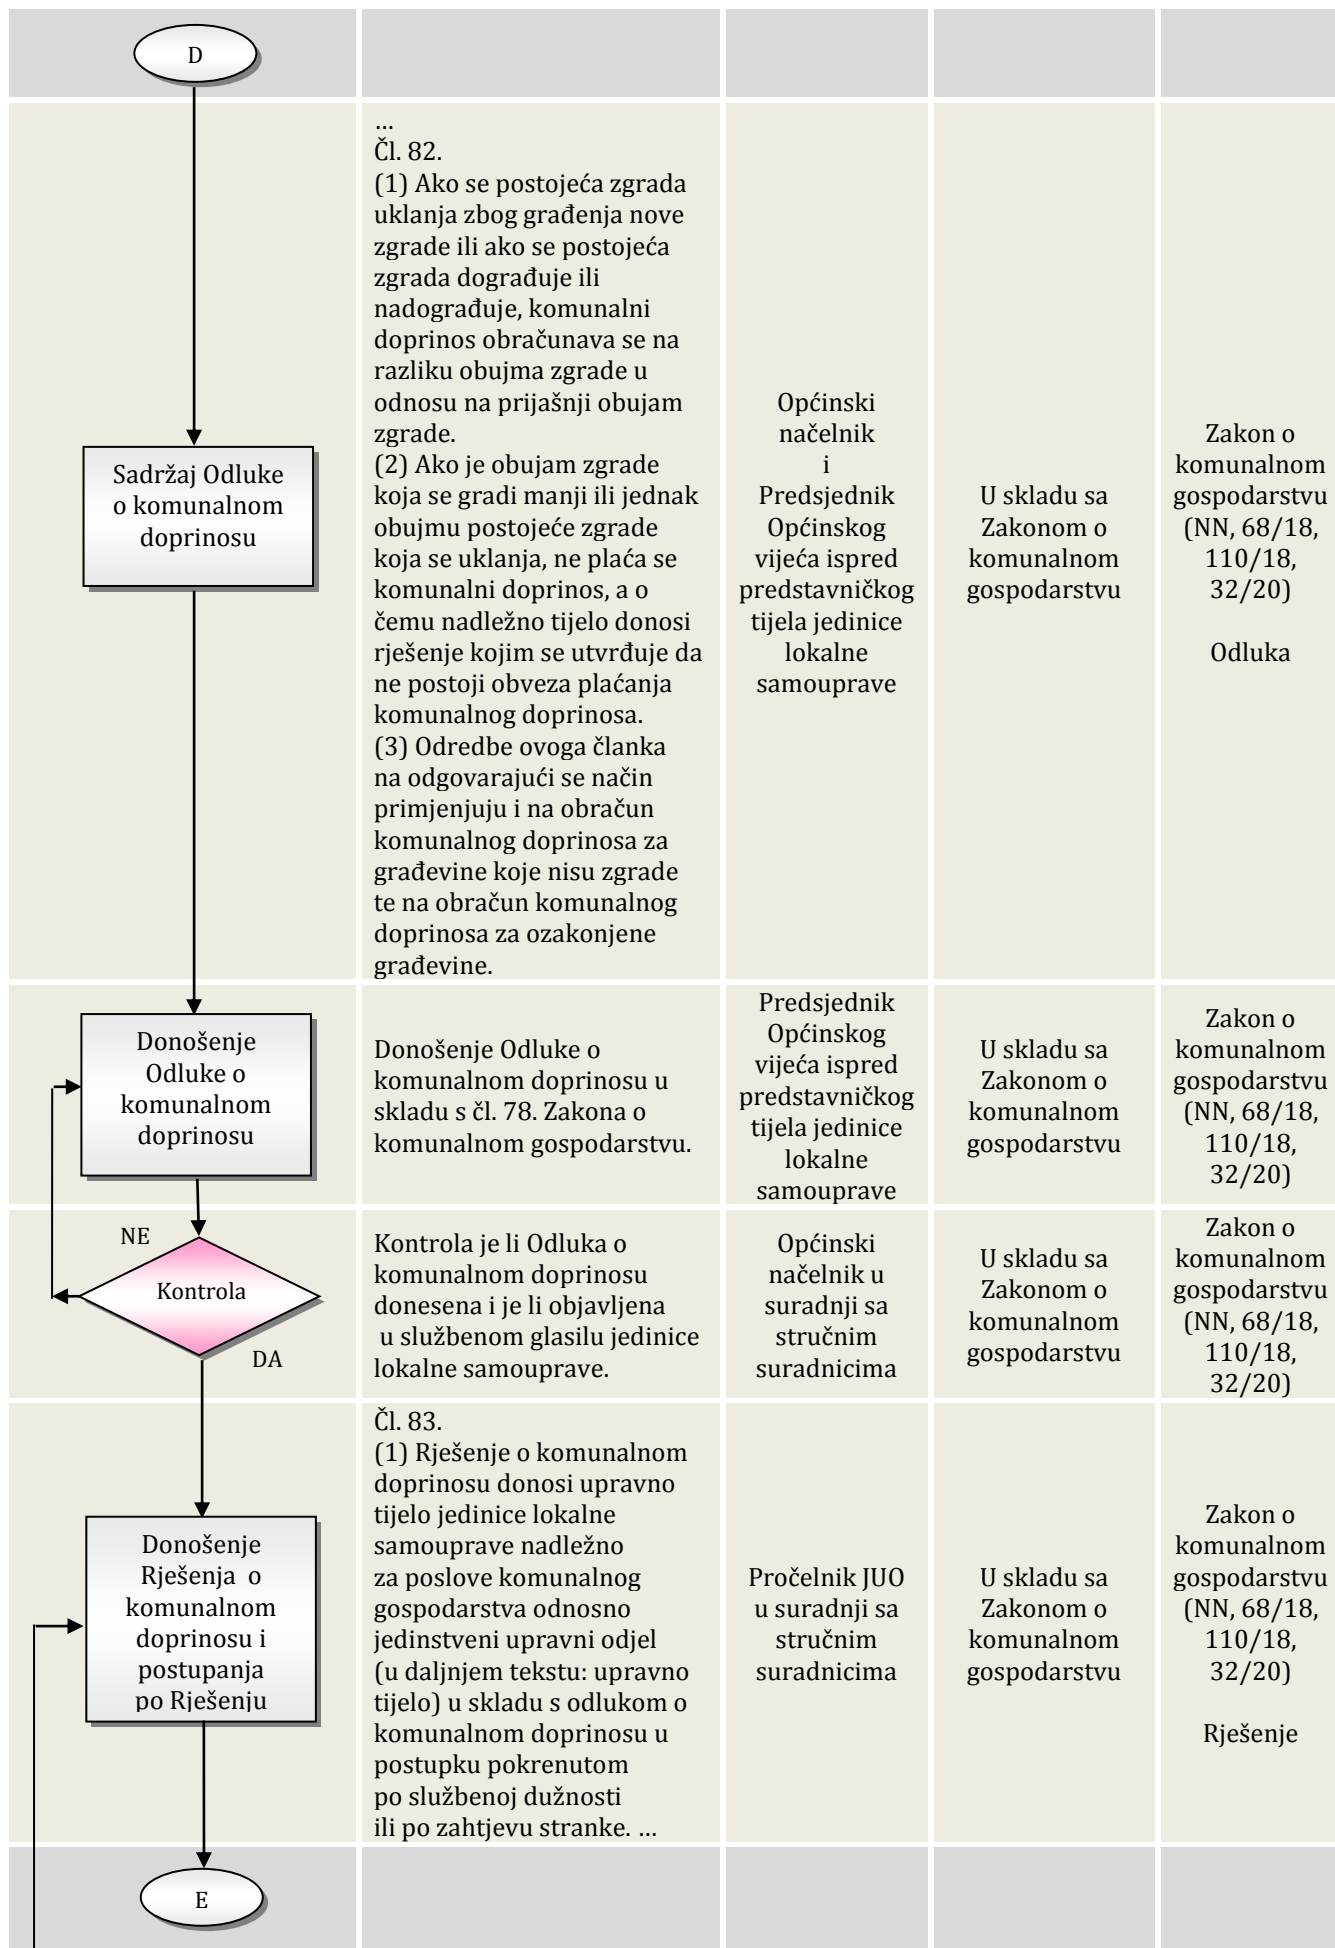 D
Sadržaj Odluke
o komunalnom
doprinosu
…
Čl. 82.
(1) Ako se postojeća zgrada
uklanja zbog građenja nove
zgrade ili ako se postojeća
zgrada dograđuje ili
nadograđuje, komunalni
doprinos obračunava se na
razliku obujma zgrade u
odnosu na prijašnji obujam
zgrade.
(2) Ako je obujam zgrade
koja se gradi manji ili jednak
obujmu postojeće zgrade
koja se uklanja, ne plaća se
komunalni doprinos, a o
čemu nadležno tijelo donosi
rješenje kojim se utvrđuje da
ne postoji obveza plaćanja
komunalnog doprinosa.
(3) Odredbe ovoga članka
na odgovarajući se način
primjenjuju i na obračun
komunalnog doprinosa za
građevine koje nisu zgrade
te na obračun komunalnog
doprinosa za ozakonjene
građevine.
Općinski
načelnik
i
Predsjednik
Općinskog
vijeća ispred
predstavničkog
tijela jedinice
lokalne
samouprave
U skladu sa
Zakonom o
komunalnom
gospodarstvu
Zakon o
komunalnom
gospodarstvu
(NN, 68/18,
110/18,
32/20)
Odluka
Donošenje
Odluke o
komunalnom
doprinosu
Donošenje Odluke o
komunalnom doprinosu u
skladu s čl. 78. Zakona o
komunalnom gospodarstvu.
Predsjednik
Općinskog
vijeća ispred
predstavničkog
tijela jedinice
lokalne
samouprave
U skladu sa
Zakonom o
komunalnom
gospodarstvu
Zakon o
komunalnom
gospodarstvu
(NN, 68/18,
110/18,
32/20)
NE
Kontrola
DA
Kontrola je li Odluka o
komunalnom doprinosu
donesena i je li objavljena
u službenom glasilu jedinice
lokalne samouprave.
Općinski
načelnik u
suradnji sa
stručnim
suradnicima
U skladu sa
Zakonom o
komunalnom
gospodarstvu
Zakon o
komunalnom
gospodarstvu
(NN, 68/18,
110/18,
32/20)
Donošenje
Rješenja o
komunalnom
doprinosu i
postupanja
po Rješenju
Čl. 83.
(1) Rješenje o komunalnom
doprinosu donosi upravno
tijelo jedinice lokalne
samouprave nadležno
za poslove komunalnog
gospodarstva odnosno
jedinstveni upravni odjel
(u daljnjem tekstu: upravno
tijelo) u skladu s odlukom o
komunalnom doprinosu u
postupku pokrenutom
po službenoj dužnosti
ili po zahtjevu stranke. …
Pročelnik JUO
u suradnji sa
stručnim
suradnicima
U skladu sa
Zakonom o
komunalnom
gospodarstvu
Zakon o
komunalnom
gospodarstvu
(NN, 68/18,
110/18,
32/20)
Rješenje
E